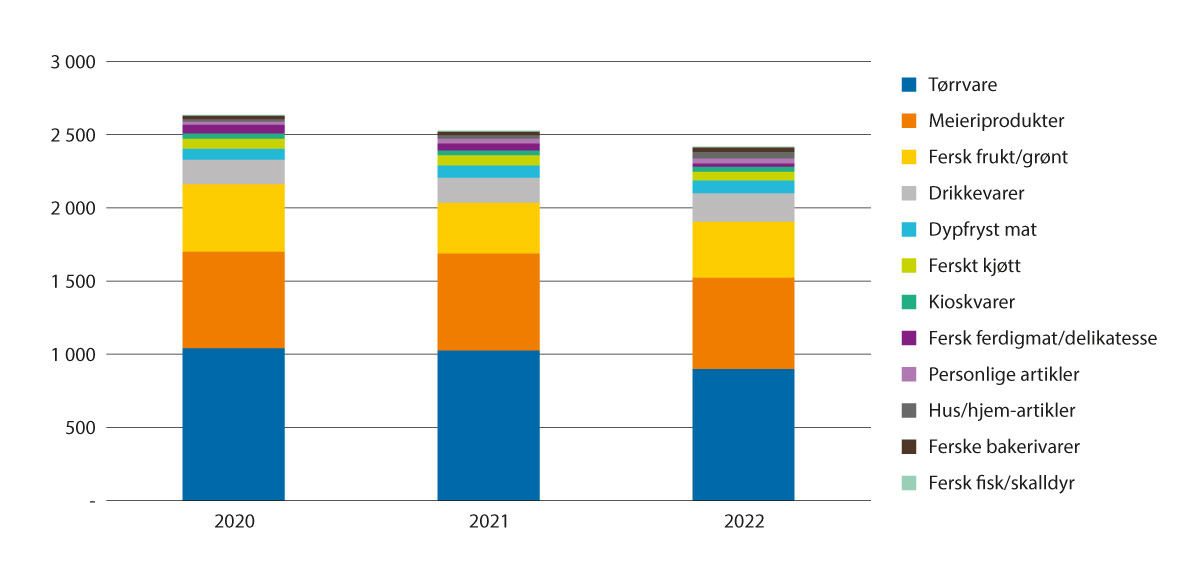 3 000
2 500
2 000
1 500
1 000
500
-
2020
2021
2022
Tørrvare
Meieriprodukter
Fersk frukt/grønt
Drikkevarer
Dypfryst mat
Ferskt kjøtt
Kioskvarer
Fersk ferdigmat/delikatesse
Personlige artikler
Hus/hjem-artikler
Ferske bakerivarer
Fersk fisk/skalldyr